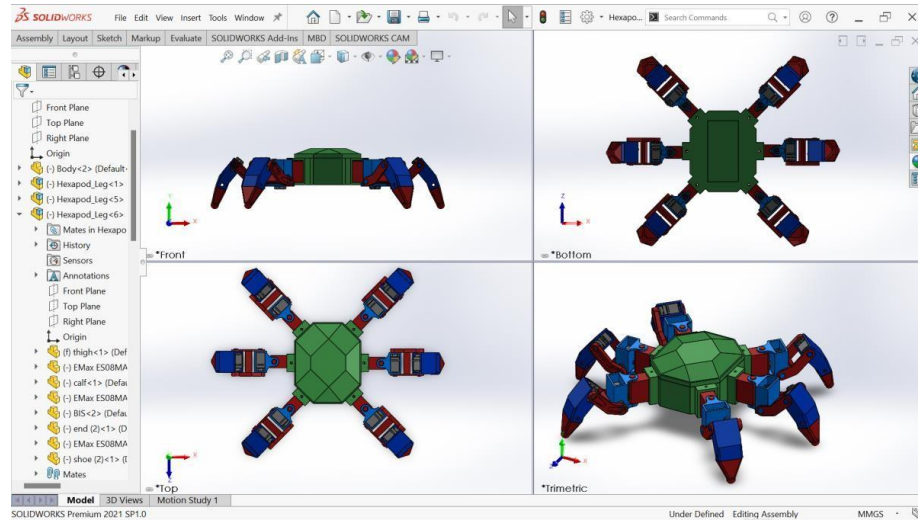 SOLIDWORKS File Edit View Insert Tools Window Hexapo... Search Commands
Assembly Layout Sketch Markup Evaluate SOLIDWORKS Add-Ins MBD SOLIDWORKS CAM
Front Plane
Top Plane
Right Plane
Origin
(-) Body<2> (Default
(-) Hexapod_Leg<1>
(-) Hexapod_Leg<5>
(-) Hexapod_Leg<6>
Mates in Hexapo
History
Sensors
Annotations
Front Plane
Top Plane
Right Plane
Origin
(f) thigh<1> (Def
(-) EMax ES08MA
(-) calf<1> (Defau
(-) EMax ES08MA
(-) BIS<2> (Defau
(-) end (2)<1> (D
(-) EMax ES08MA
(-) shoe (2)<1> (D
Mates
Y
X
*Front
Z
X
*Bottom
X
Z
*Top
X
*Trimetric
Model 3D Views Motion Study 1
SOLIDWORKS Premium 2021 SP1.0 Under Defined Editing Assembly MMGS